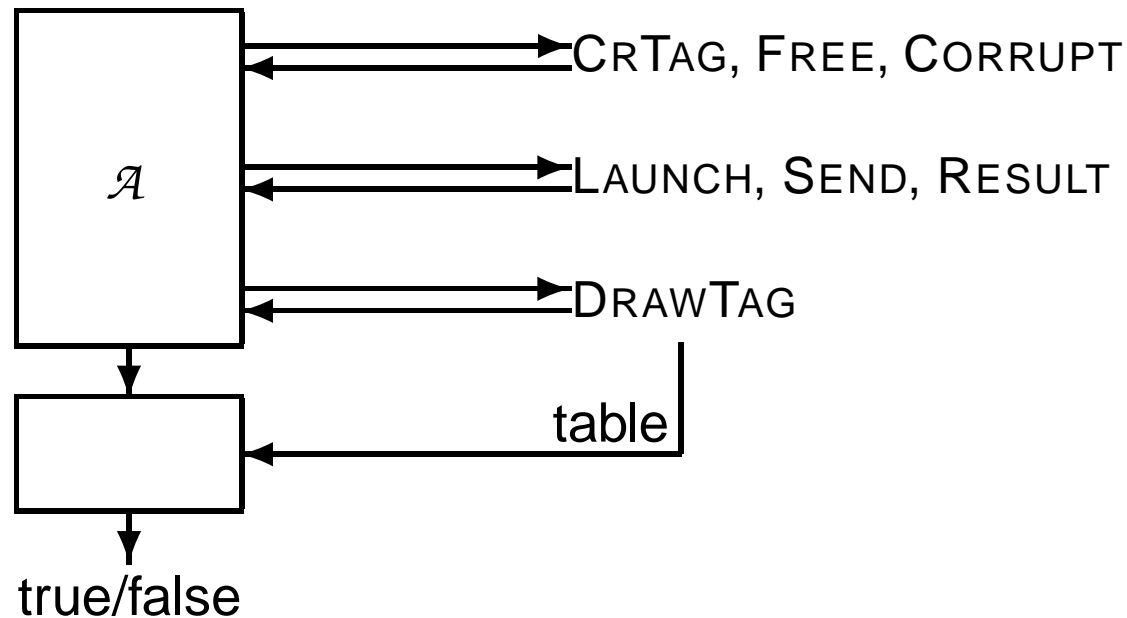 CRTAG, FREE, CORRUPT
𝒜
LAUNCH, SEND, RESULT
DRAWTAG
table
true/false